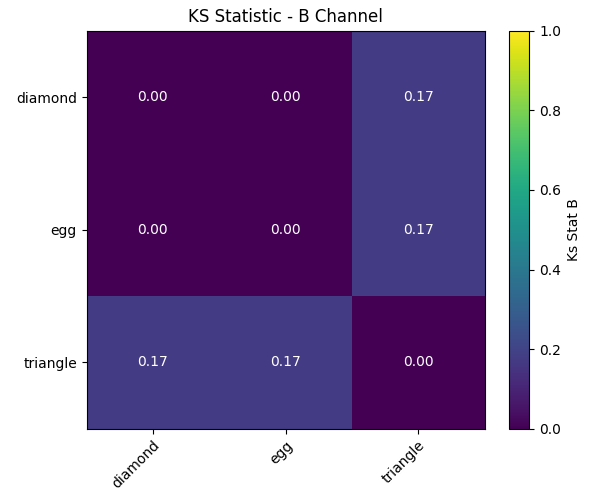 KS Statistic - B Channel
diamond 0.00 0.00 0.17
egg 0.00 0.00 0.17
triangle 0.17 0.17 0.00
diamond egg triangle
1.0
0.8
0.6
0.4
0.2
0.0
Ks Stat B